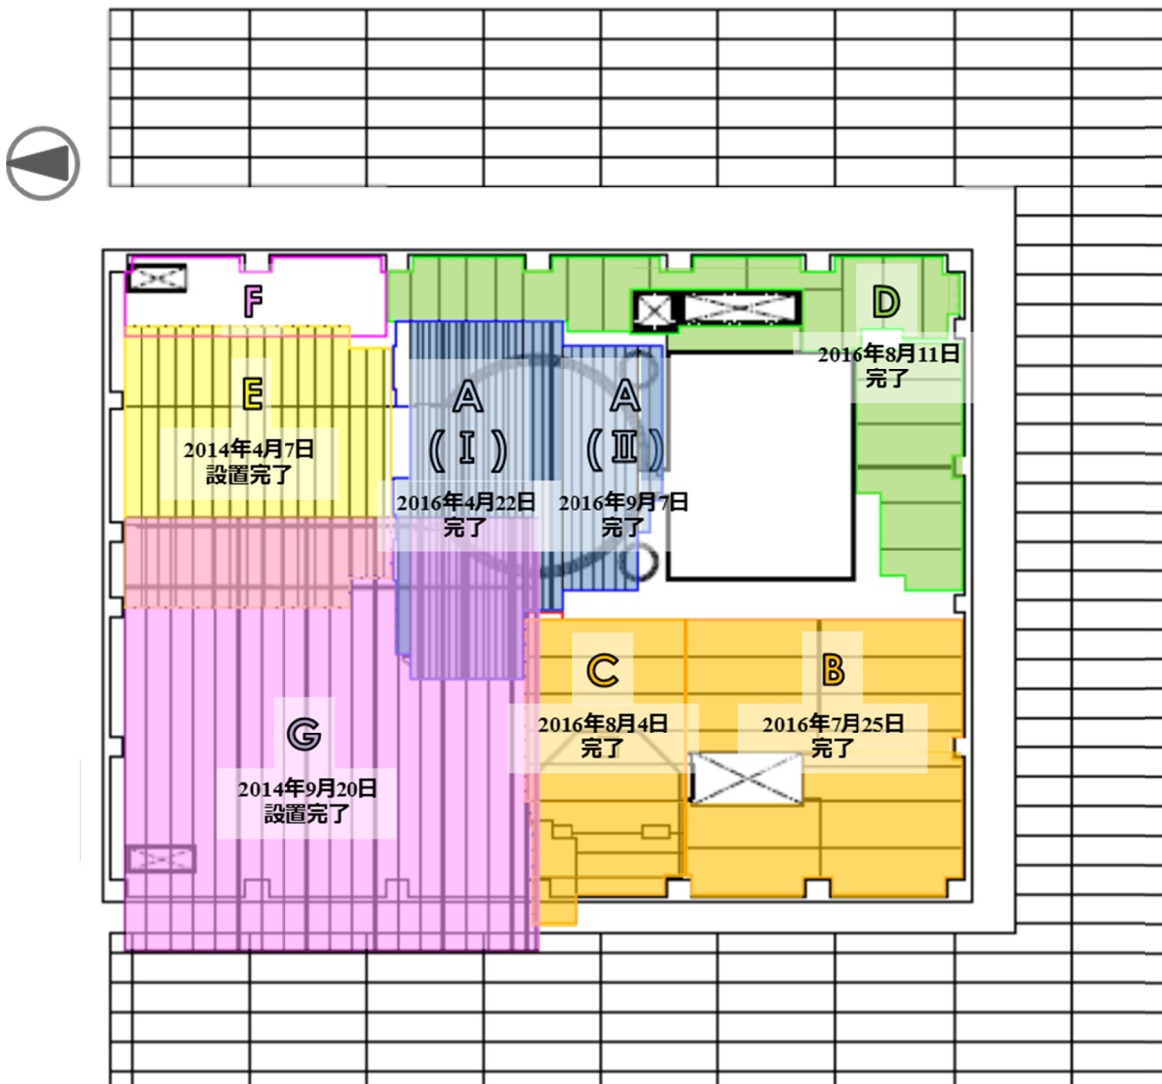 F
D
2016年8月11日
完了
E
2014年4月7日
設置完了
A
(Ⅰ)
2016年4月22日
完了
A
(Ⅱ)
2016年9月7日
完了
C
2016年8月4日
完了
B
2016年7月25日
完了
G
2014年9月20日
設置完了